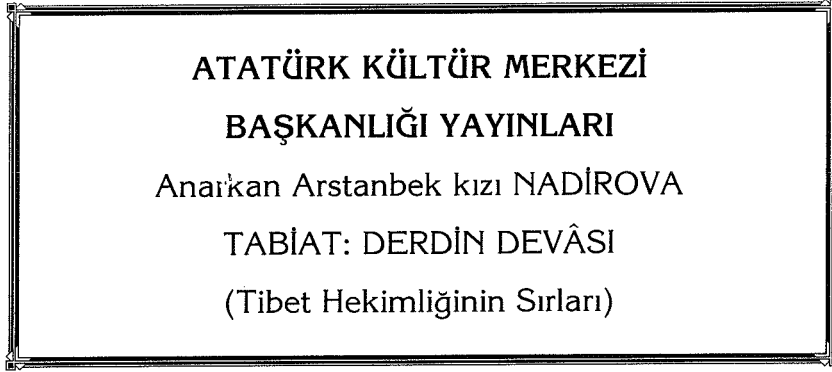 ATATÜRK KÜLTÜR MERKEZİ
BAŞKANLIĞI YAYINLARI
Anarkan Arstanbek kızı NADİROVA
TABİAT: DERDİN DEVÂSI
(Tibet Hekimliğinin Sırları)